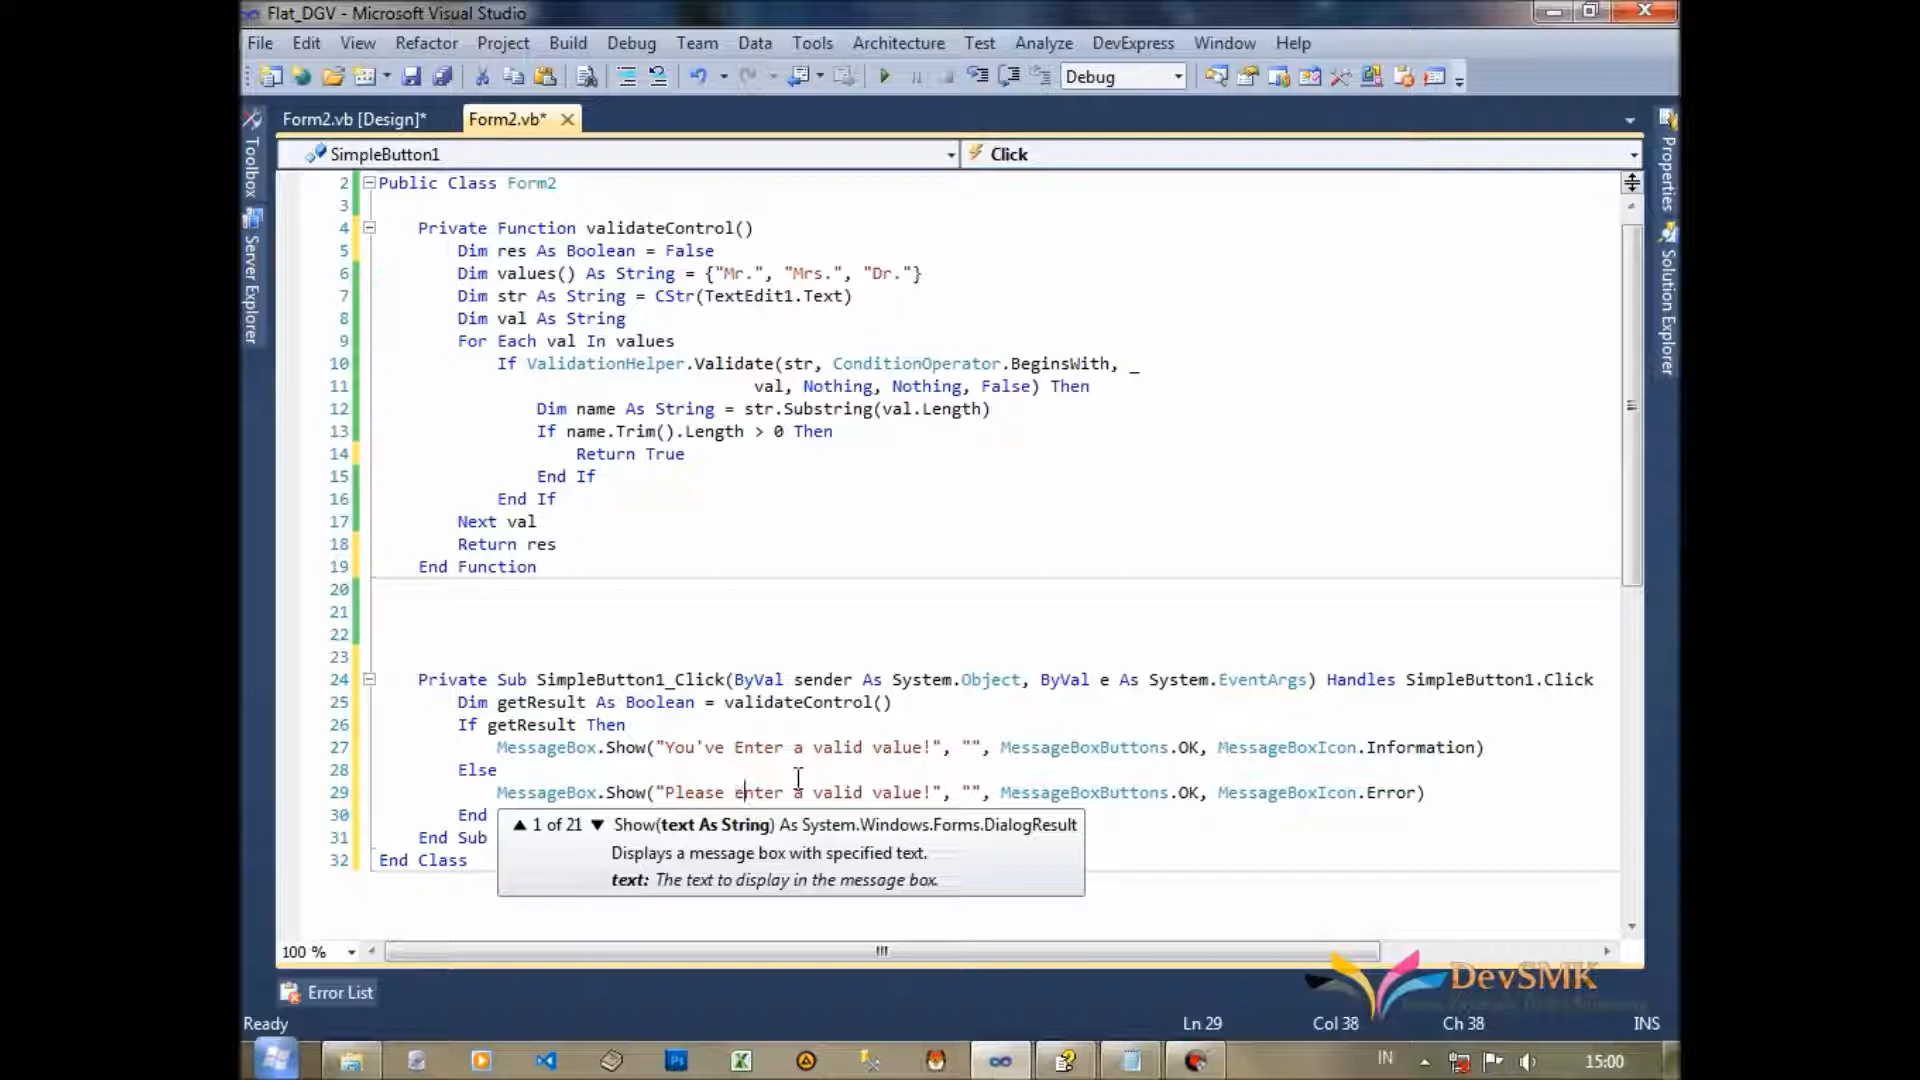 Flat_DGV - Microsoft Visual Studio
File Edit View Refactor Project Build Debug Team Data Tools Architecture Test Analyze DevExpress Window Help
Debug
Form2.vb [Design]* Form2.vb*
SimpleButton1 Click
Toolbox
Server Explorer
Properties
Solution Explorer
2 Public Class Form2
3
4 Private Function validateControl()
5 Dim res As Boolean = False
6 Dim values() As String = {"Mr.", "Mrs.", "Dr."}
7 Dim str As String = CStr(TextEdit1.Text)
8 Dim val As String
9 For Each val In values
10 If ValidationHelper.Validate(str, ConditionOperator.BeginsWith, _
11 val, Nothing, Nothing, False) Then
12 Dim name As String = str.Substring(val.Length)
13 If name.Trim().Length > 0 Then
14 Return True
15 End If
16 End If
17 Next val
18 Return res
19 End Function
20
21
22
23
24 Private Sub SimpleButton1_Click(ByVal sender As System.Object, ByVal e As System.EventArgs) Handles SimpleButton1.Click
25 Dim getResult As Boolean = validateControl()
26 If getResult Then
27 MessageBox.Show("You've Enter a valid value!", "", MessageBoxButtons.OK, MessageBoxIcon.Information)
28 Else
29 MessageBox.Show("Please enter a valid value!", "", MessageBoxButtons.OK, MessageBoxIcon.Error)
30 End
31 End Sub
32 End Class
1 of 21 Show(text As String) As System.Windows.Forms.DialogResult
Displays a message box with specified text.
text: The text to display in the message box.
100 %
DevSMK
Error List
Ready Ln 29 Col 38 Ch 38 INS
IN 15:00